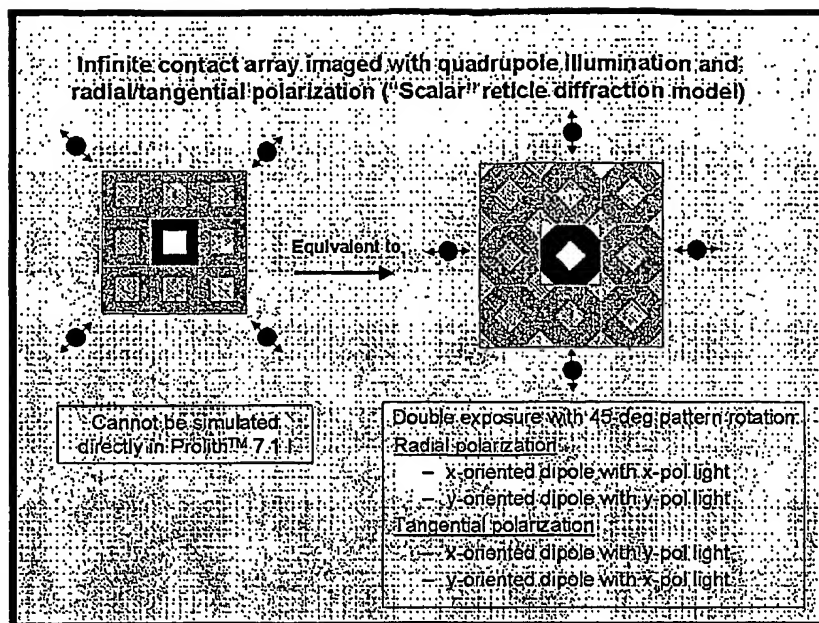 Infinite contact array imaged with quadrupole illumination and
radial/tangential polarization ("Scalar" reticle diffraction model)
Equivalent to
Cannot be simulated
directly in Prolith™ 7.1
Double exposure with 45-deg pattern rotation
Radial polarization
– x-oriented dipole with x-pol light
– y-oriented dipole with y-pol light
Tangential polarization
– x-oriented dipole with y-pol light
– y-oriented dipole with x-pol light